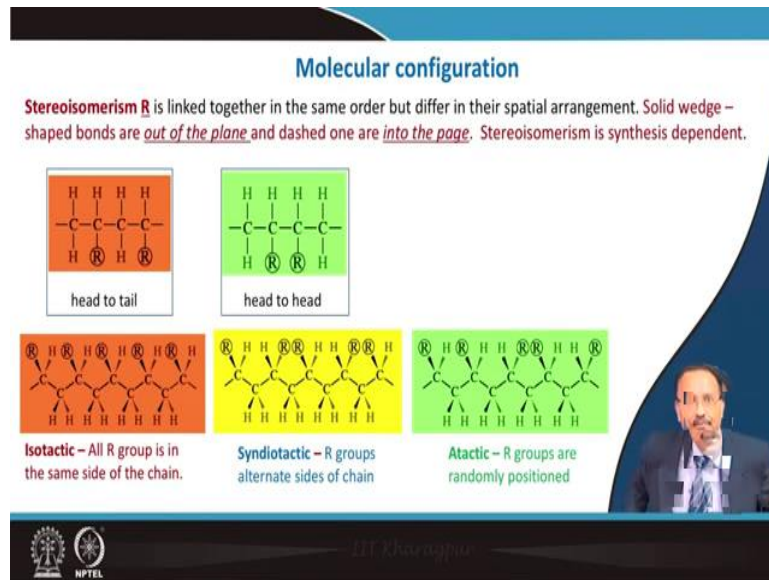 Molecular configuration
Stereoisomerism R is linked together in the same order but differ in their spatial arrangement. Solid wedge –
shaped bonds are out of the plane and dashed one are into the page. Stereoisomerism is synthesis dependent.
H H H H
–C–C–C–C–
H R H R
head to tail
H H H H
–C–C–C–C–
H R R H
head to head
R H R H R H R H R H
C C C C C C C C C
H H H H H H H H
R H H R R H H R R H
C C C C C C C C C
H H H H H H H H
R H R H H R R H H R
C C C C C C C C C
H H H H H H H H
Isotactic – All R group is in
the same side of the chain.
Syndiotactic – R groups
alternate sides of chain
Atactic – R groups are
randomly positioned
NPTEL
IIT Kharagpur